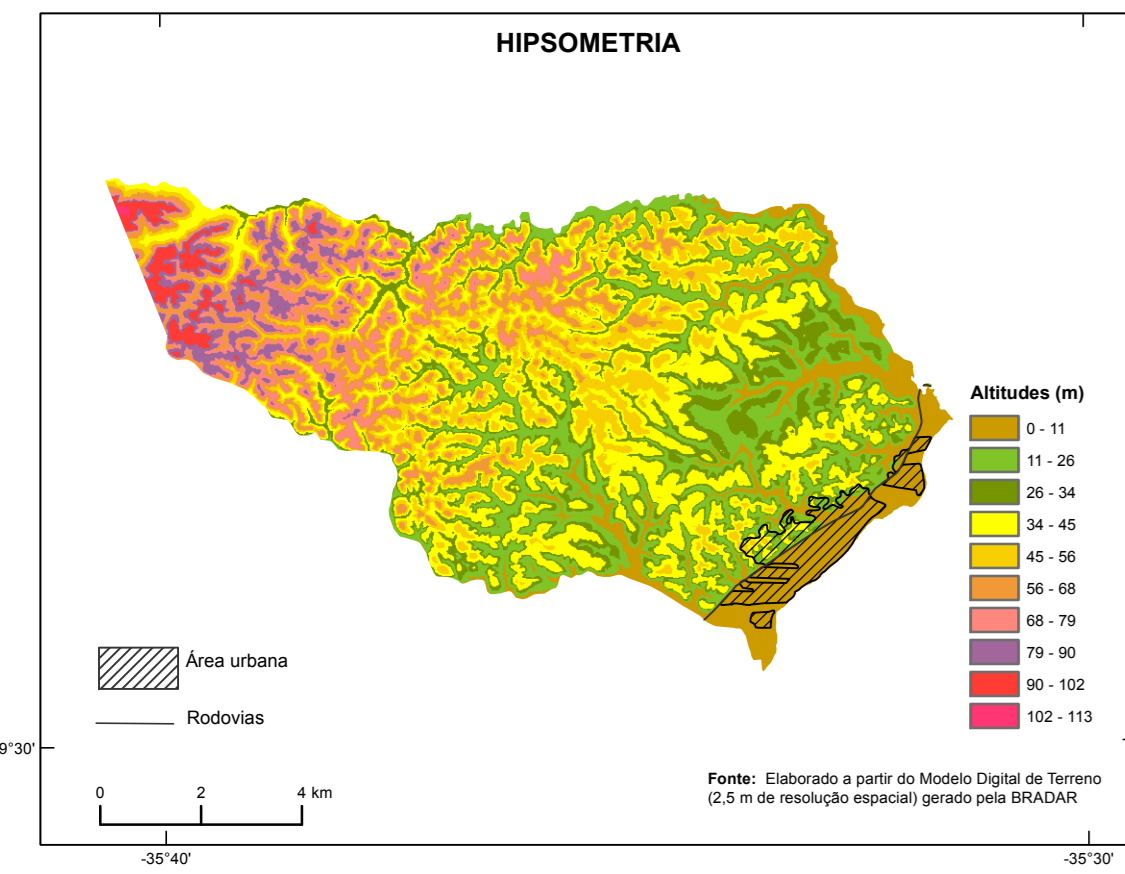 HIPSOMETRIA
Altitudes (m)
0 - 11
11 - 26
26 - 34
34 - 45
45 - 56
56 - 68
68 - 79
79 - 90
90 - 102
102 - 113
Área urbana
Rodovias
9°30'
0 2 4 km
Fonte: Elaborado a partir do Modelo Digital de Terreno
(2,5 m de resolução espacial) gerado pela BRADAR
-35°40' -35°30'